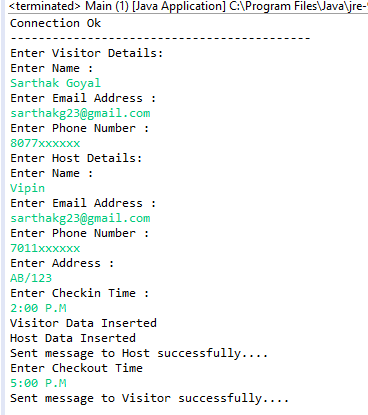 <terminated> Main (1) [Java Application] C:\Program Files\Java\jre-
Connection Ok
-----------------------------------------
Enter Visitor Details:
Enter Name :
Sarthak Goyal
Enter Email Address :
sarthakg23@gmail.com
Enter Phone Number :
8077xxxxxx
Enter Host Details:
Enter Name :
Vipin
Enter Email Address :
sarthakg23@gmail.com
Enter Phone Number :
7011xxxxxx
Enter Address :
AB/123
Enter Checkin Time :
2:00 P.M
Visitor Data Inserted
Host Data Inserted
Sent message to Host successfully....
Enter Checkout Time
5:00 P.M
Sent message to Visitor successfully....